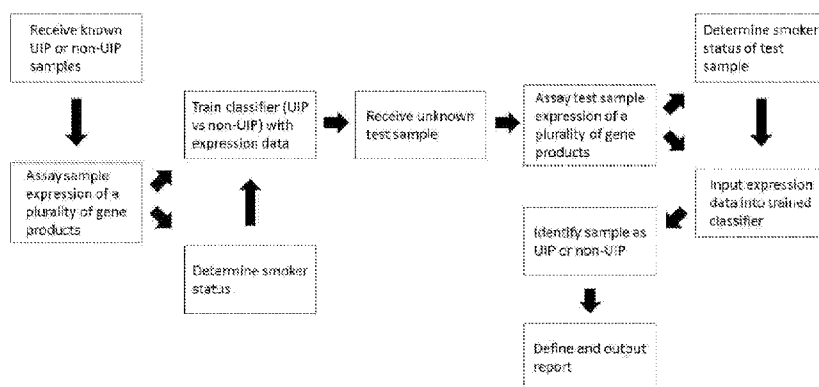 Receive known
UIP or non-UIP
samples
Assay sample
expression of a
plurality of gene
products
Train classifier (UIP
vs non-UIP) with
expression data
Determine smoker
status
Receive unknown
test sample
Assay test sample
expression of a
plurality of gene
products
Determine smoker
status of test
sample
Input expression
data into trained
classifier
Identify sample as
UIP or non-UIP
Define and output
report